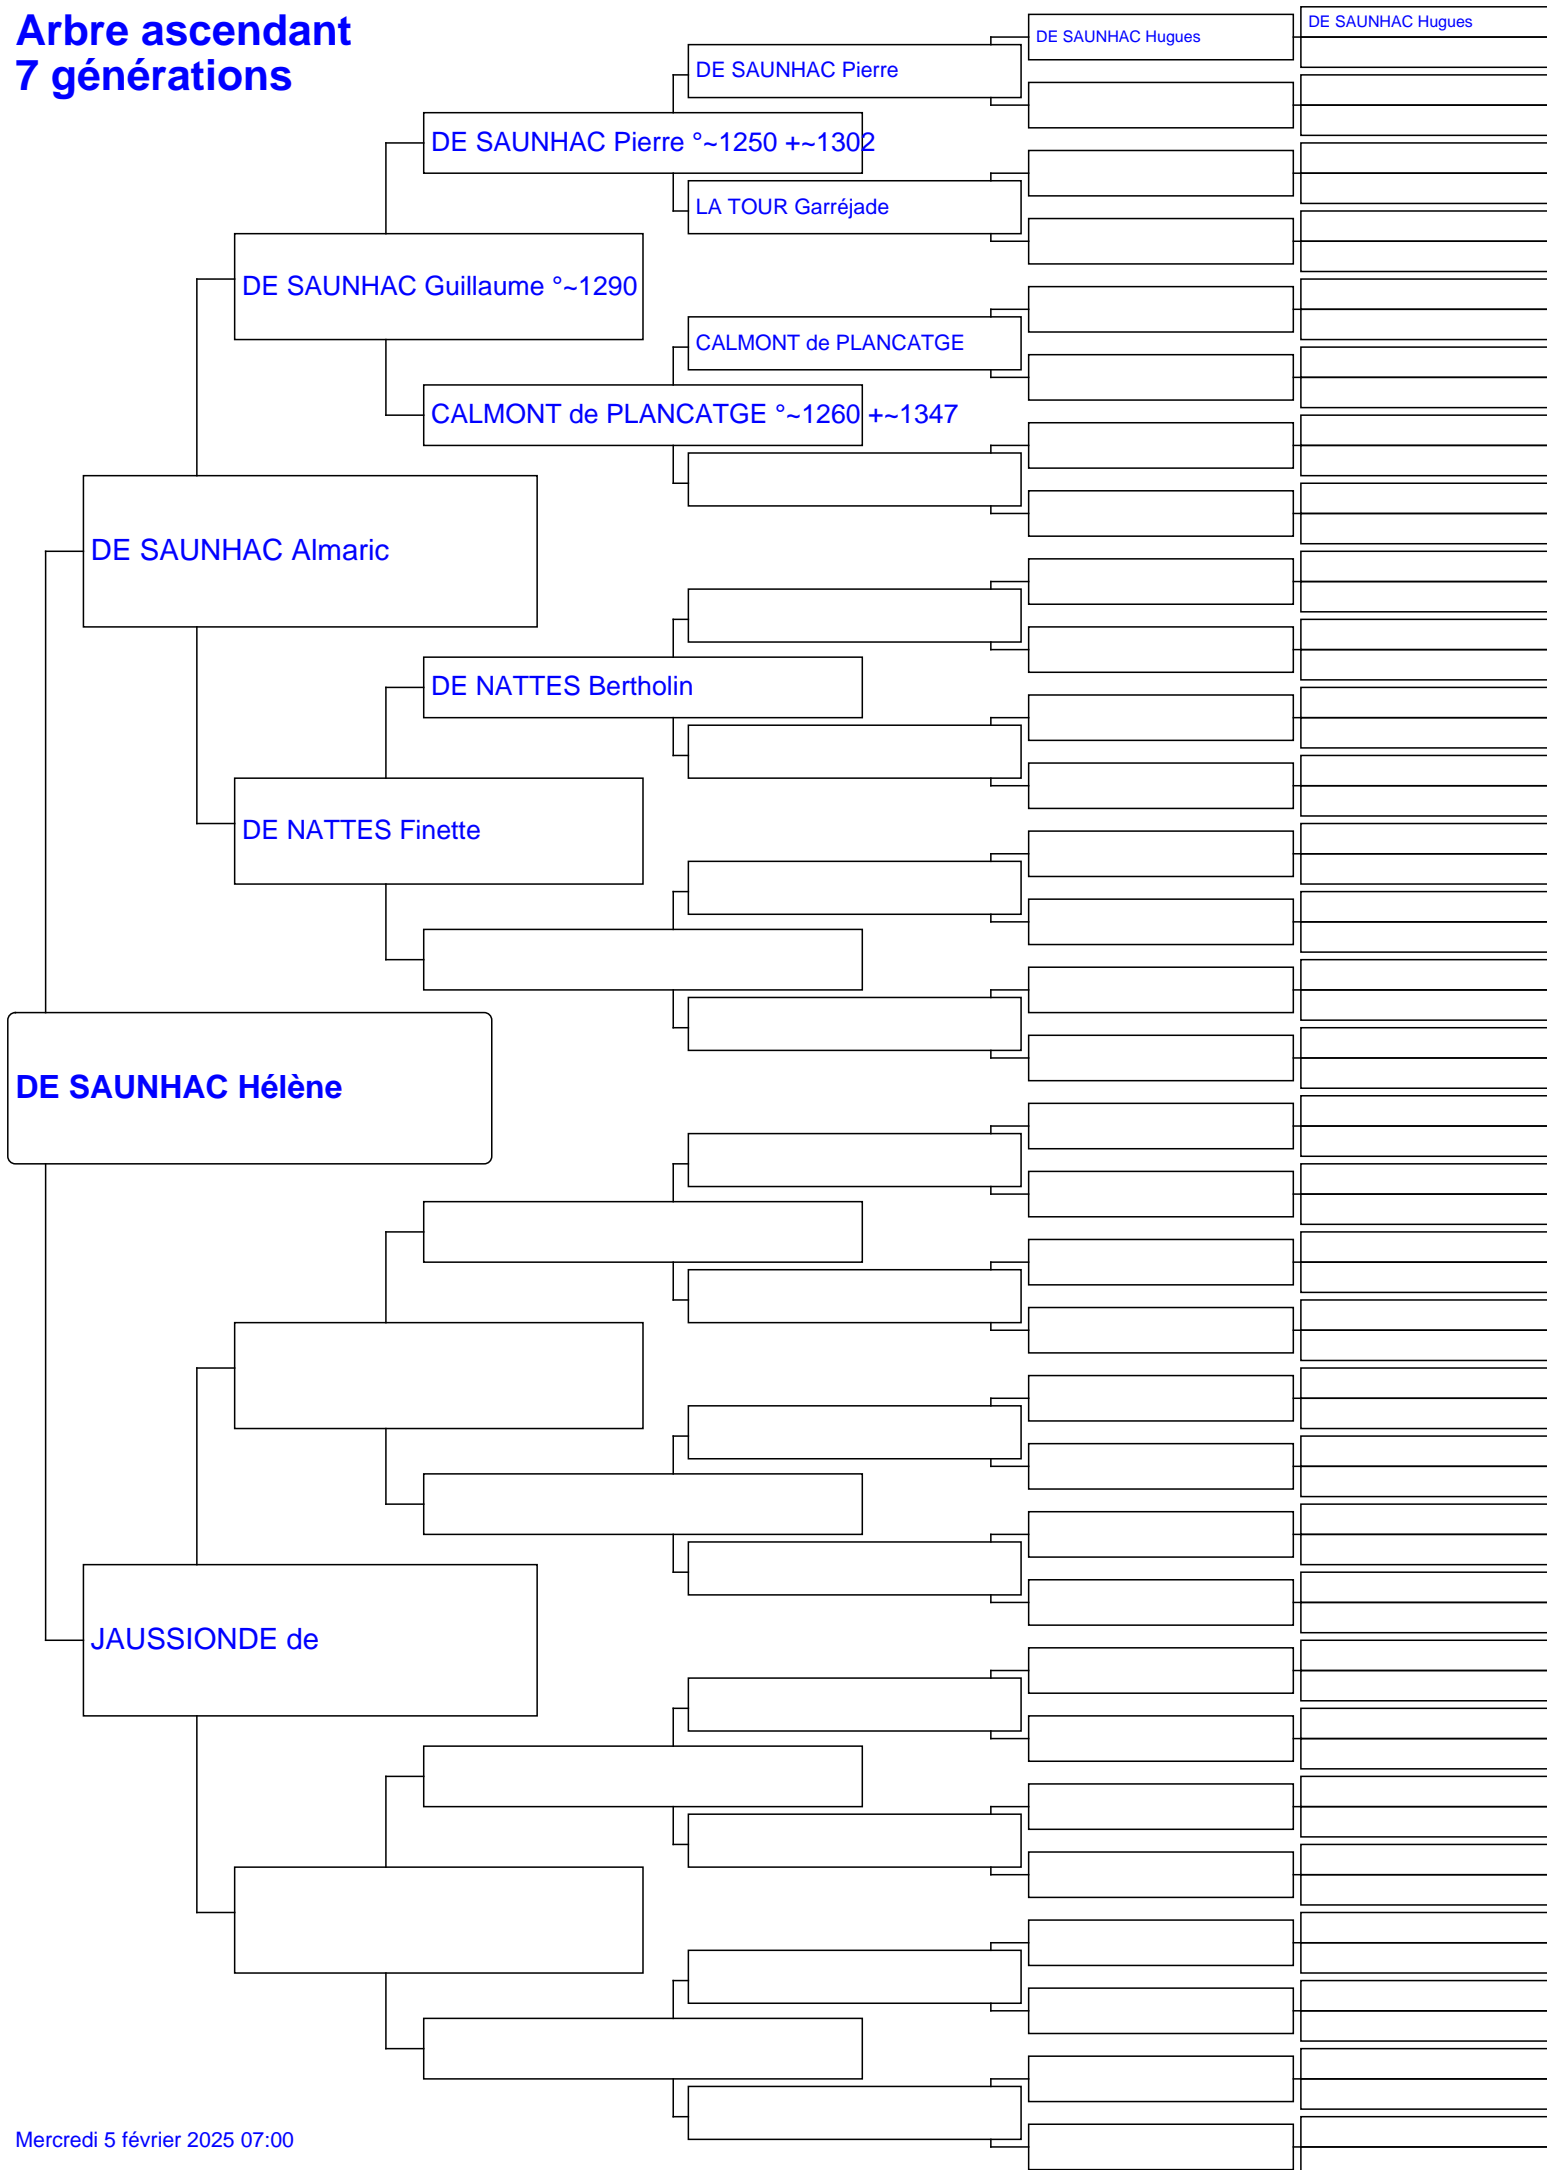 Arbre ascendant
7 générations
DE SAUNHAC Hugues
DE SAUNHAC Hugues
DE SAUNHAC Pierre
DE SAUNHAC Pierre °~1250 +~1302
LA TOUR Garréjade
DE SAUNHAC Guillaume °~1290
CALMONT de PLANCATGE
CALMONT de PLANCATGE °~1260 +~1347
DE SAUNHAC Almaric
DE NATTES Bertholin
DE NATTES Finette
DE SAUNHAC Hélène
JAUSSIONDE de
Mercredi 5 février 2025 07:00